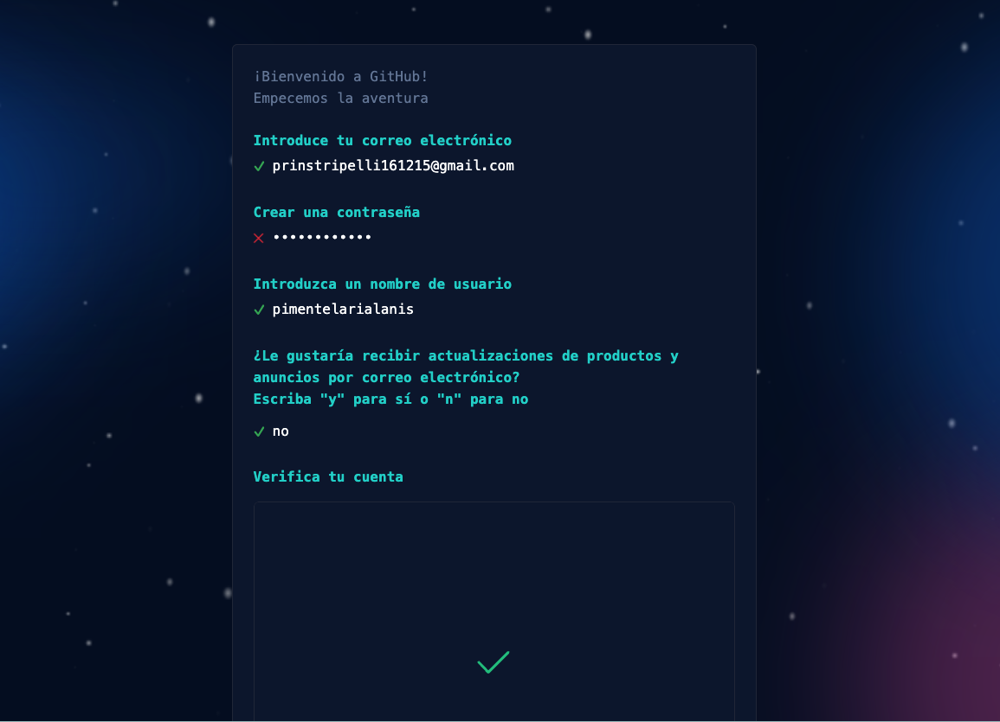 ¡Bienvenido a GitHub!
Empecemos la aventura
Introduce tu correo electrónico
✓ prinstripelli161215@gmail.com
Crear una contraseña
✕ ••••••••••••
Introduzca un nombre de usuario
✓ pimentelarialanis
¿Le gustaría recibir actualizaciones de productos y
anuncios por correo electrónico?
Escriba "y" para sí o "n" para no
✓ no
Verifica tu cuenta